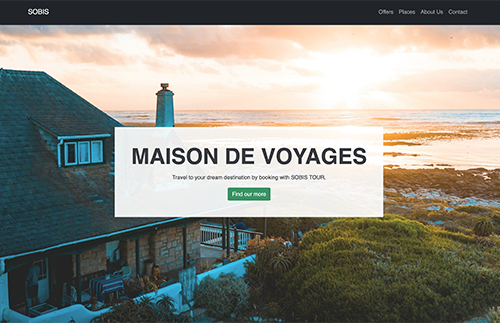 SOBIS
Offers Places About Us Contact
MAISON DE VOYAGES
Travel to your dream destination by booking with SOBIS TOUR.
Find our more